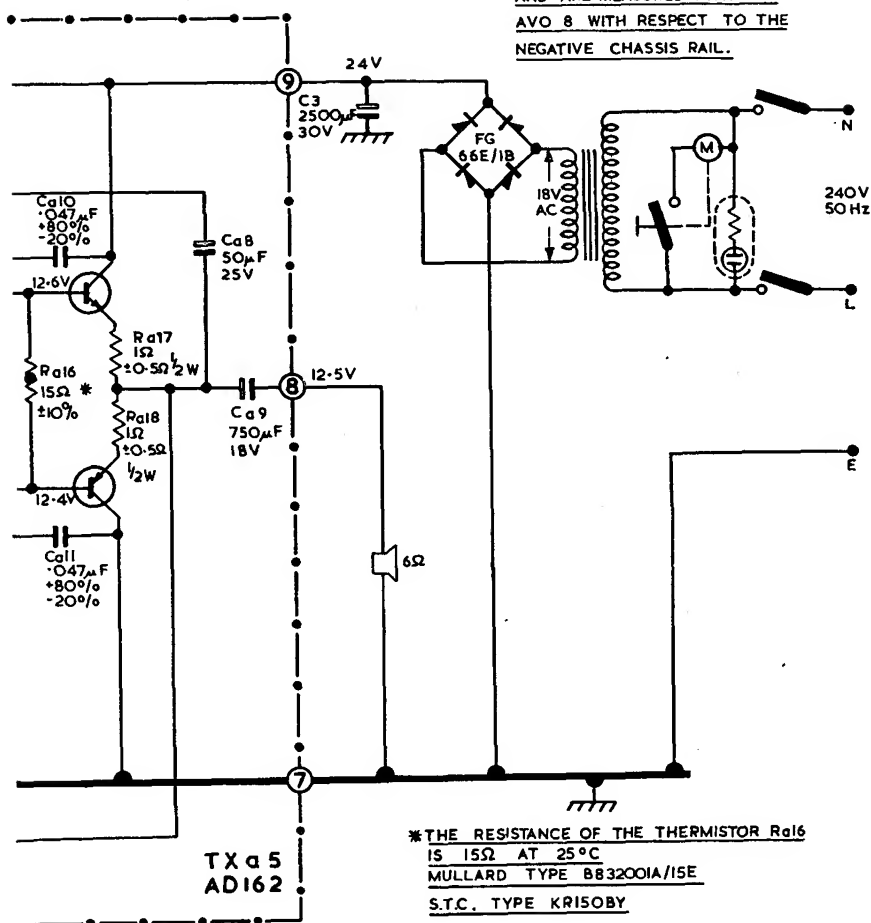 AVO 8 WITH RESPECT TO THE
NEGATIVE CHASSIS RAIL.
24V
9
C3
2500µF
30V
FG
66E/1B
18V
AC
M
N
240V
50Hz
L
Ca10
·047µF
+80%
-20%
Ca8
50µF
25V
12·6V
Ra17
1Ω
±0·5Ω ½W
Ra16
15Ω *
±10%
8
12·5V
Ca9
750µF
18V
Ra18
1Ω
±0·5Ω
½W
12·4V
E
Ca11
·047µF
+80%
-20%
6Ω
7
TXa5
AD162
*THE RESISTANCE OF THE THERMISTOR Ra16
IS 15Ω AT 25°C
MULLARD TYPE B832001A/15E
S.T.C. TYPE KR150BY